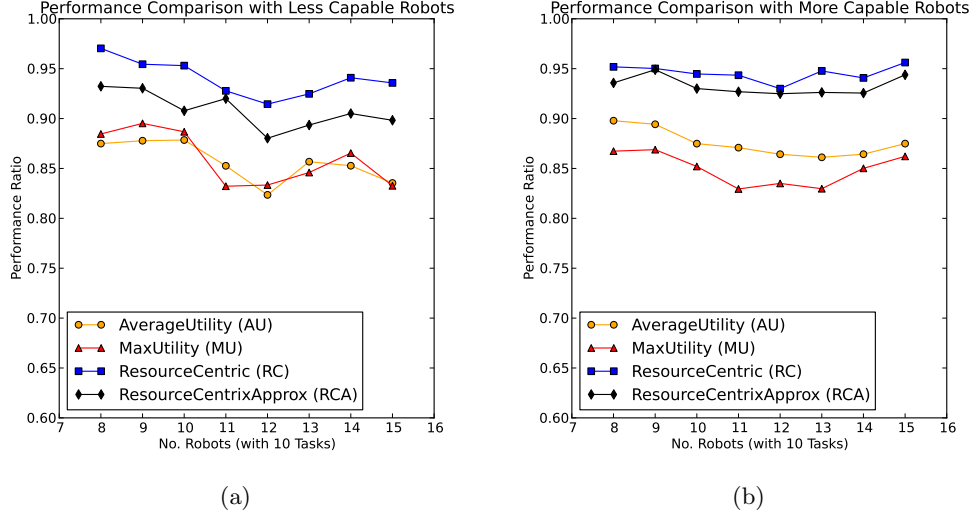 Performance Comparison with Less Capable Robots
1.00
0.95
0.90
0.85
0.80
0.75
0.70
0.65
0.60
Performance Ratio
AverageUtility (AU)
MaxUtility (MU)
ResourceCentric (RC)
ResourceCentrixApprox (RCA)
7 8 9 10 11 12 13 14 15 16
No. Robots (with 10 Tasks)
(a)
Performance Comparison with More Capable Robots
1.00
0.95
0.90
0.85
0.80
0.75
0.70
0.65
0.60
Performance Ratio
AverageUtility (AU)
MaxUtility (MU)
ResourceCentric (RC)
ResourceCentrixApprox (RCA)
7 8 9 10 11 12 13 14 15 16
No. Robots (with 10 Tasks)
(b)